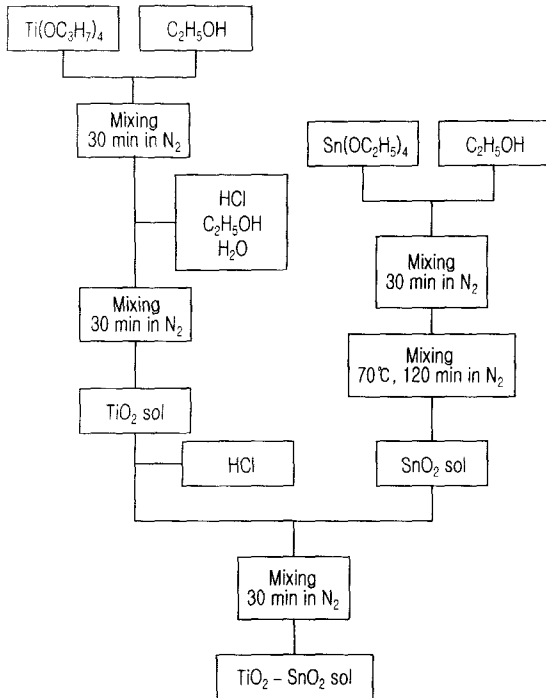 Ti(OC₃H₇)₄
C₂H₅OH
Mixing
30 min in N₂
HCl
C₂H₅OH
H₂O
Mixing
30 min in N₂
TiO₂ sol
HCl
Sn(OC₂H₅)₄
C₂H₅OH
Mixing
30 min in N₂
Mixing
70℃, 120 min in N₂
SnO₂ sol
Mixing
30 min in N₂
TiO₂ – SnO₂ sol